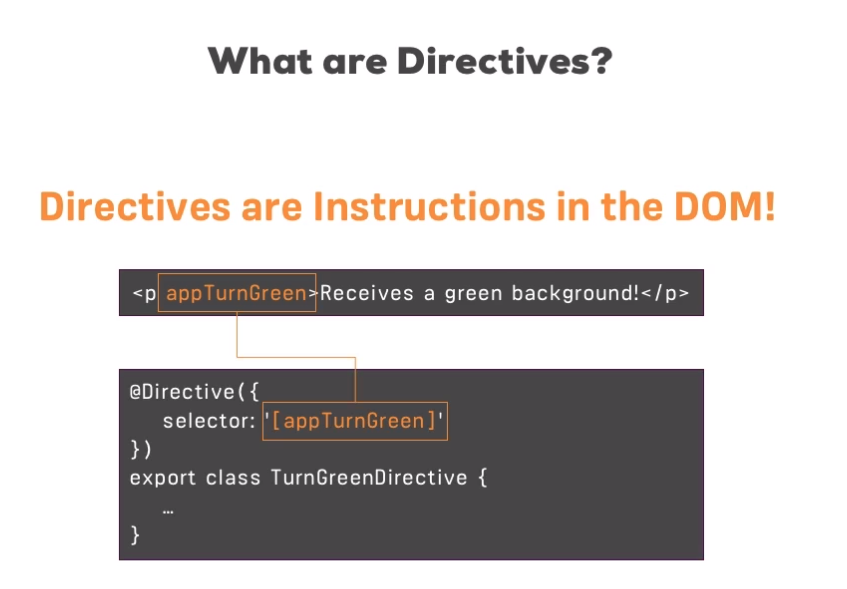 What are Directives?
Directives are Instructions in the DOM!
<p appTurnGreen>Receives a green background!</p>
@Directive({
selector: '[appTurnGreen]'
})
export class TurnGreenDirective {
…
}